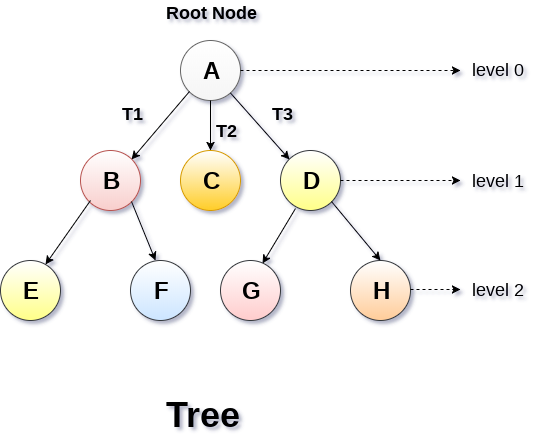 Root Node
A
level 0
T1
T2
T3
B
C
D
level 1
E
F
G
H
level 2
Tree